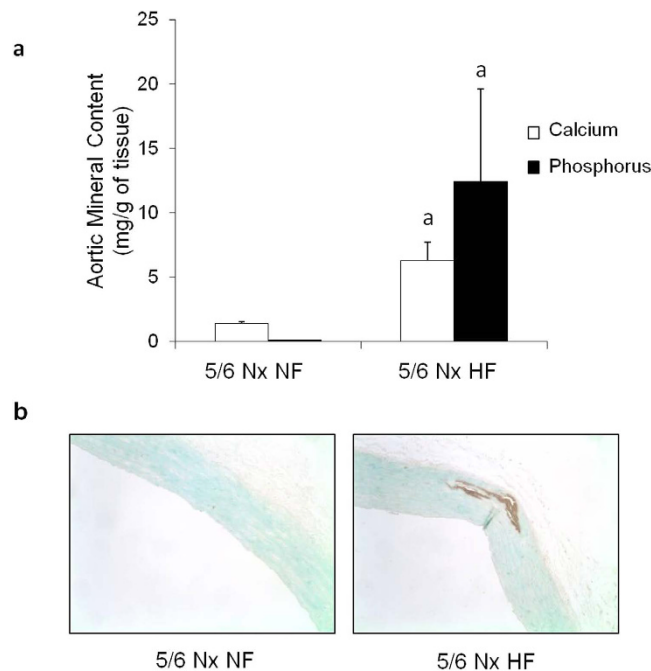 a
25
20
15
10
5
0
Aortic Mineral Content
(mg/g of tissue)
a
a
Calcium
Phosphorus
5/6 Nx NF
5/6 Nx HF
b
5/6 Nx NF
5/6 Nx HF